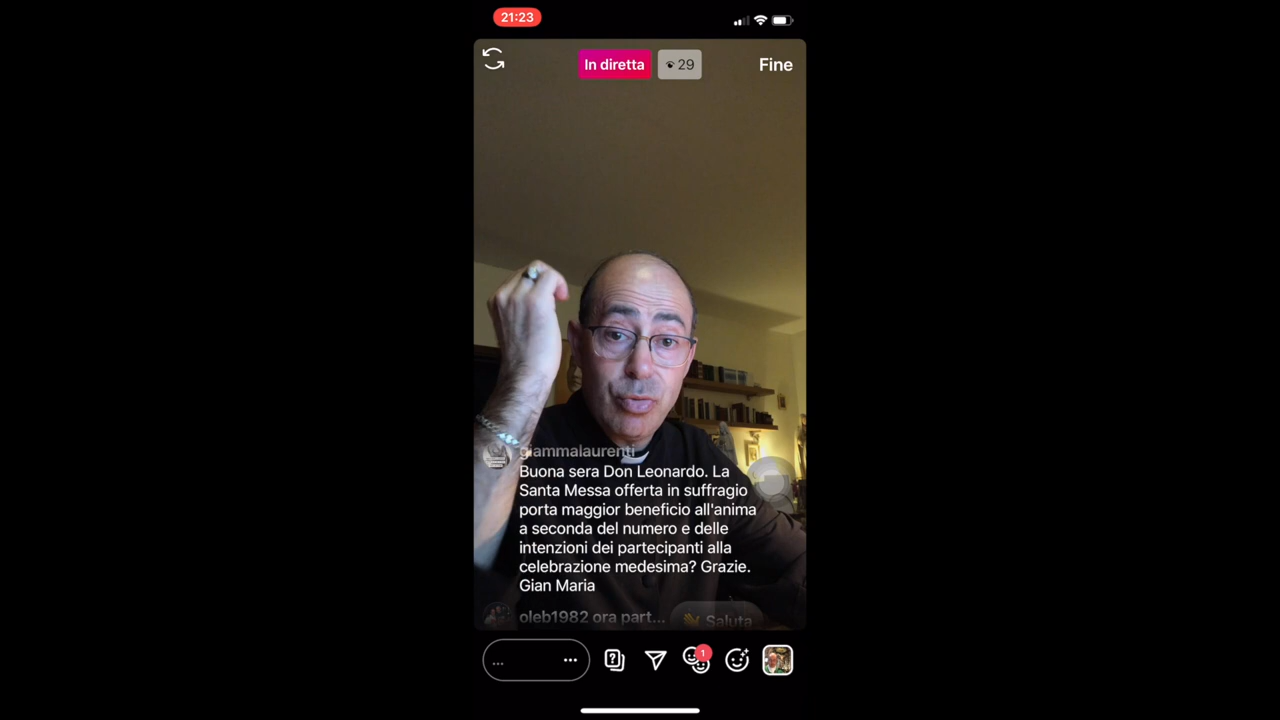 21:23
In diretta
29
Fine
giammalaurenti
Buona sera Don Leonardo. La
Santa Messa offerta in suffragio
porta maggior beneficio all'anima
a seconda del numero e delle
intenzioni dei partecipanti alla
celebrazione medesima? Grazie.
Gian Maria
oleb1982 ora part...
Saluta
...
1